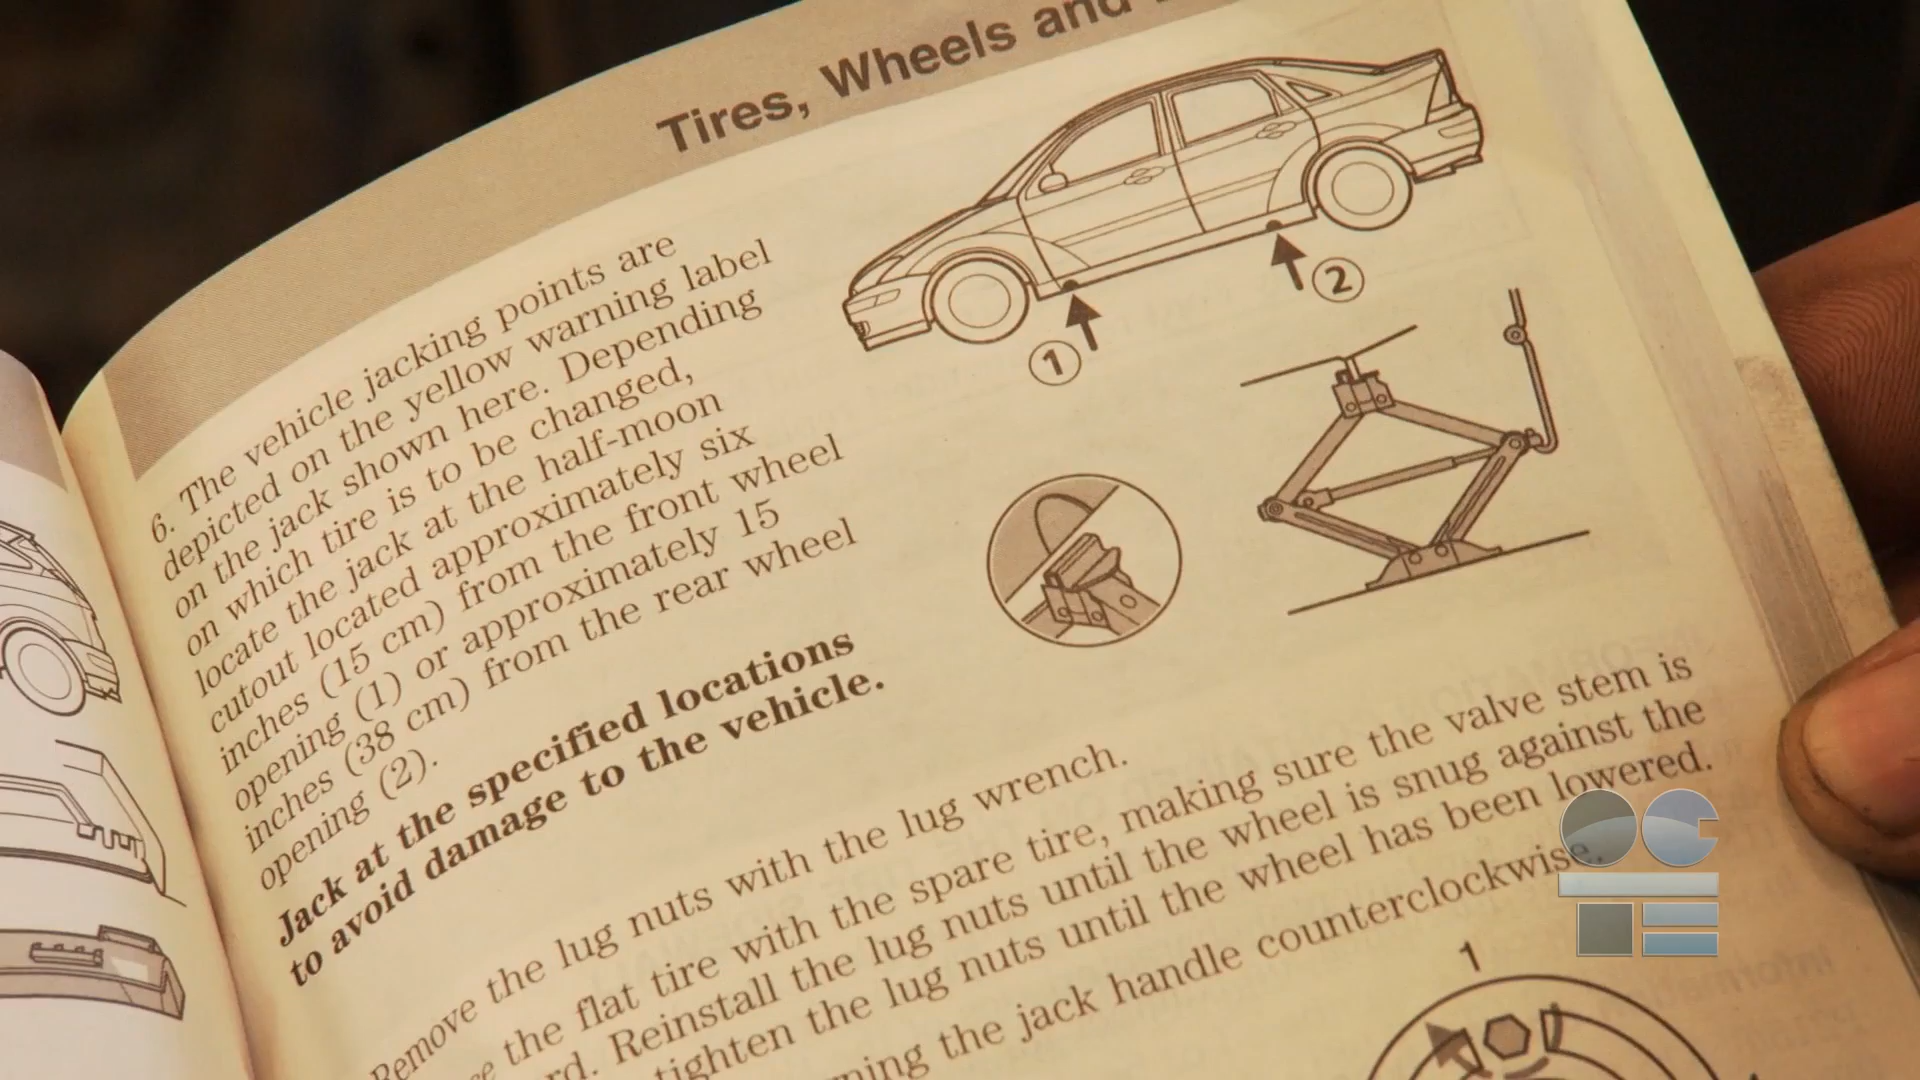 Tires, Wheels and
6. The vehicle jacking points are
depicted on the yellow warning label
on the jack shown here. Depending
on which tire is to be changed,
locate the jack at the half-moon
cutout located approximately six
inches (15 cm) from the front wheel
opening (1) or approximately 15
inches (38 cm) from the rear wheel
opening (2).
Jack at the specified locations
to avoid damage to the vehicle.
1
2
Remove the lug nuts with the lug wrench.
the flat tire with the spare tire, making sure the valve stem is
Reinstall the lug nuts until the wheel is snug against the
tighten the lug nuts until the wheel has been lowered.
the jack handle counterclockwise.
1